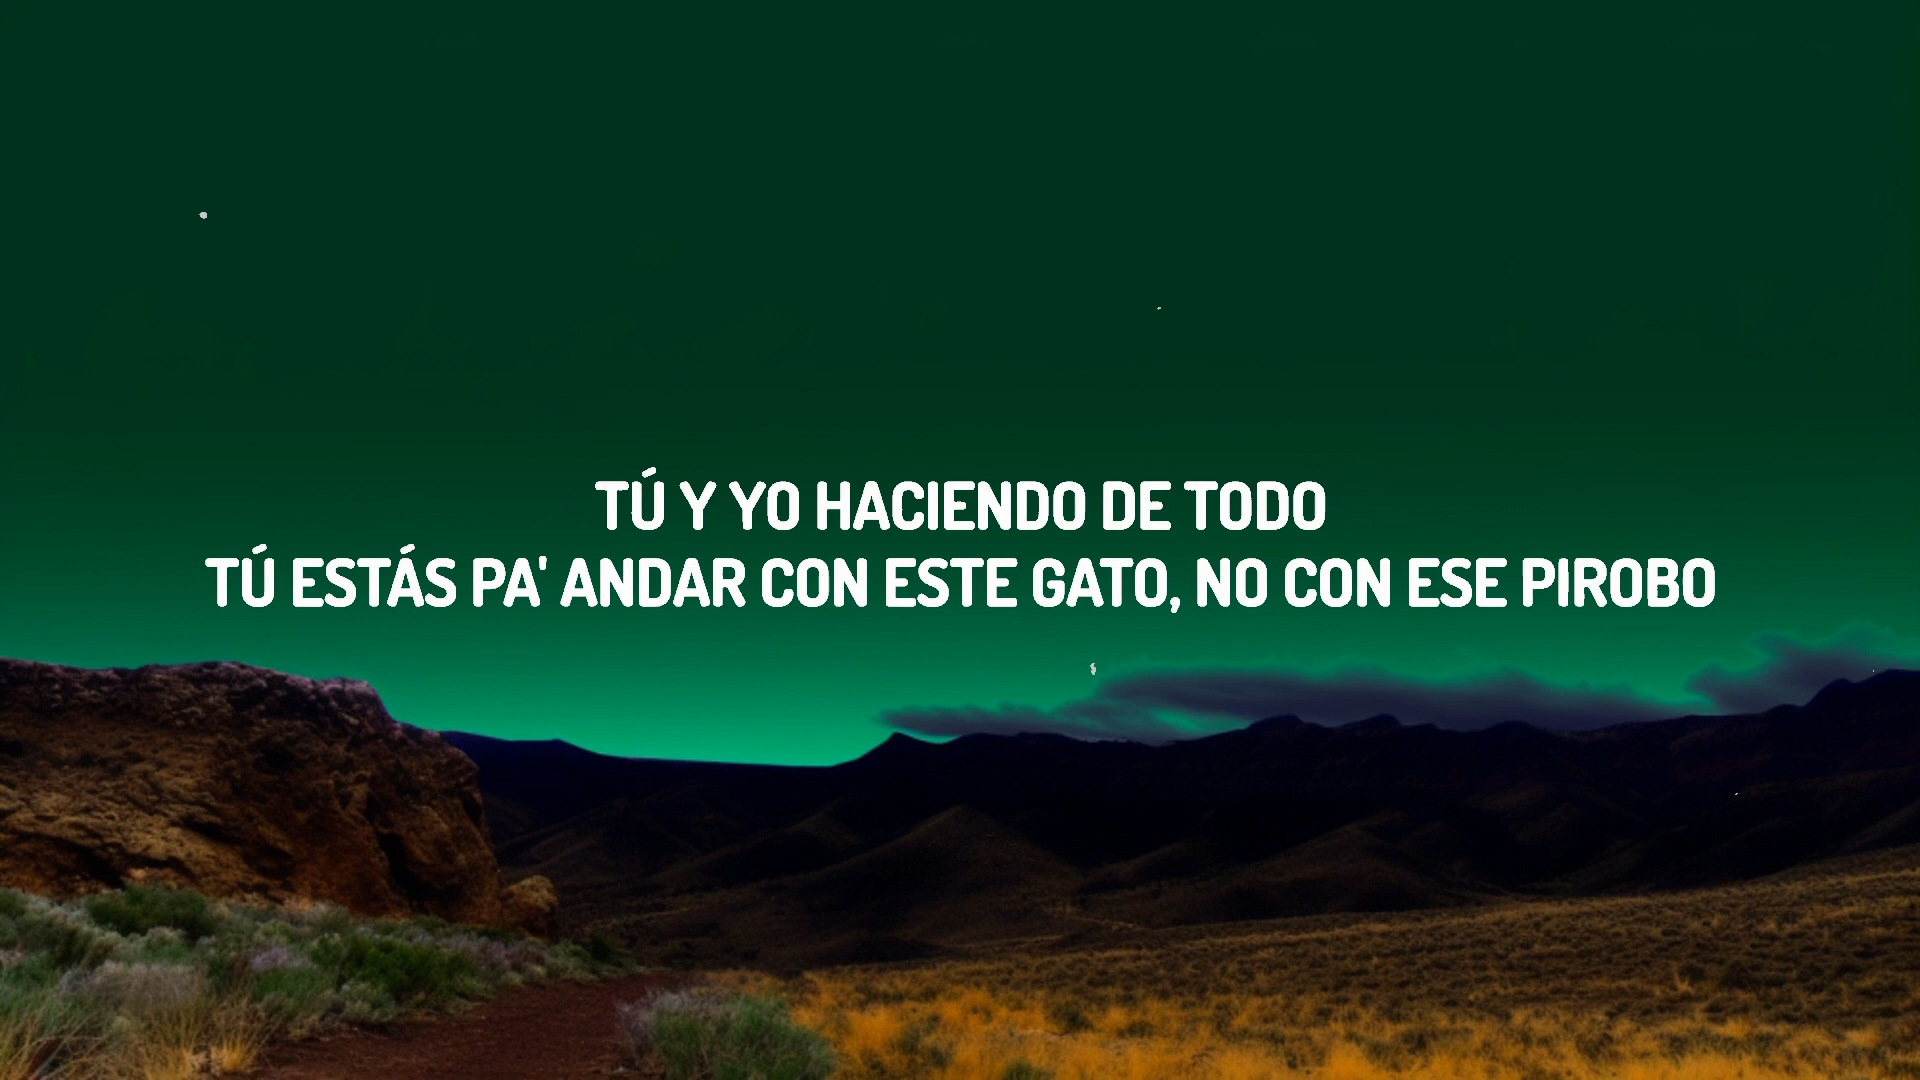 TÚ Y YO HACIENDO DE TODO
TÚ ESTÁS PA' ANDAR CON ESTE GATO, NO CON ESE PIROBO